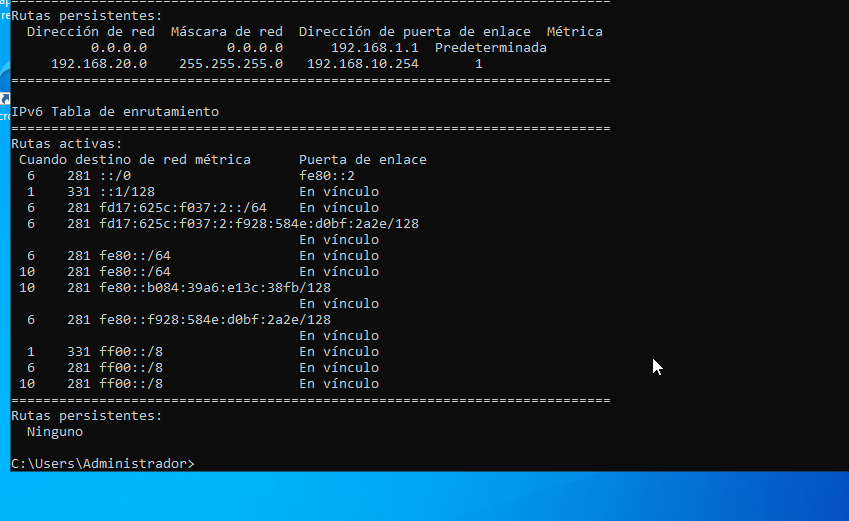 ===========================================================================
Rutas persistentes:
  Dirección de red  Máscara de red  Dirección de puerta de enlace  Métrica
          0.0.0.0          0.0.0.0      192.168.1.1  Predeterminada
     192.168.20.0    255.255.255.0   192.168.10.254       1
===========================================================================

IPv6 Tabla de enrutamiento
===========================================================================
Rutas activas:
 Cuando destino de red métrica      Puerta de enlace
  6    281 ::/0                     fe80::2
  1    331 ::1/128                  En vínculo
  6    281 fd17:625c:f037:2::/64    En vínculo
  6    281 fd17:625c:f037:2:f928:584e:d0bf:2a2e/128
                                    En vínculo
  6    281 fe80::/64                En vínculo
 10    281 fe80::/64                En vínculo
 10    281 fe80::b084:39a6:e13c:38fb/128
                                    En vínculo
  6    281 fe80::f928:584e:d0bf:2a2e/128
                                    En vínculo
  1    331 ff00::/8                 En vínculo
  6    281 ff00::/8                 En vínculo
 10    281 ff00::/8                 En vínculo
===========================================================================
Rutas persistentes:
  Ninguno

C:\Users\Administrador>